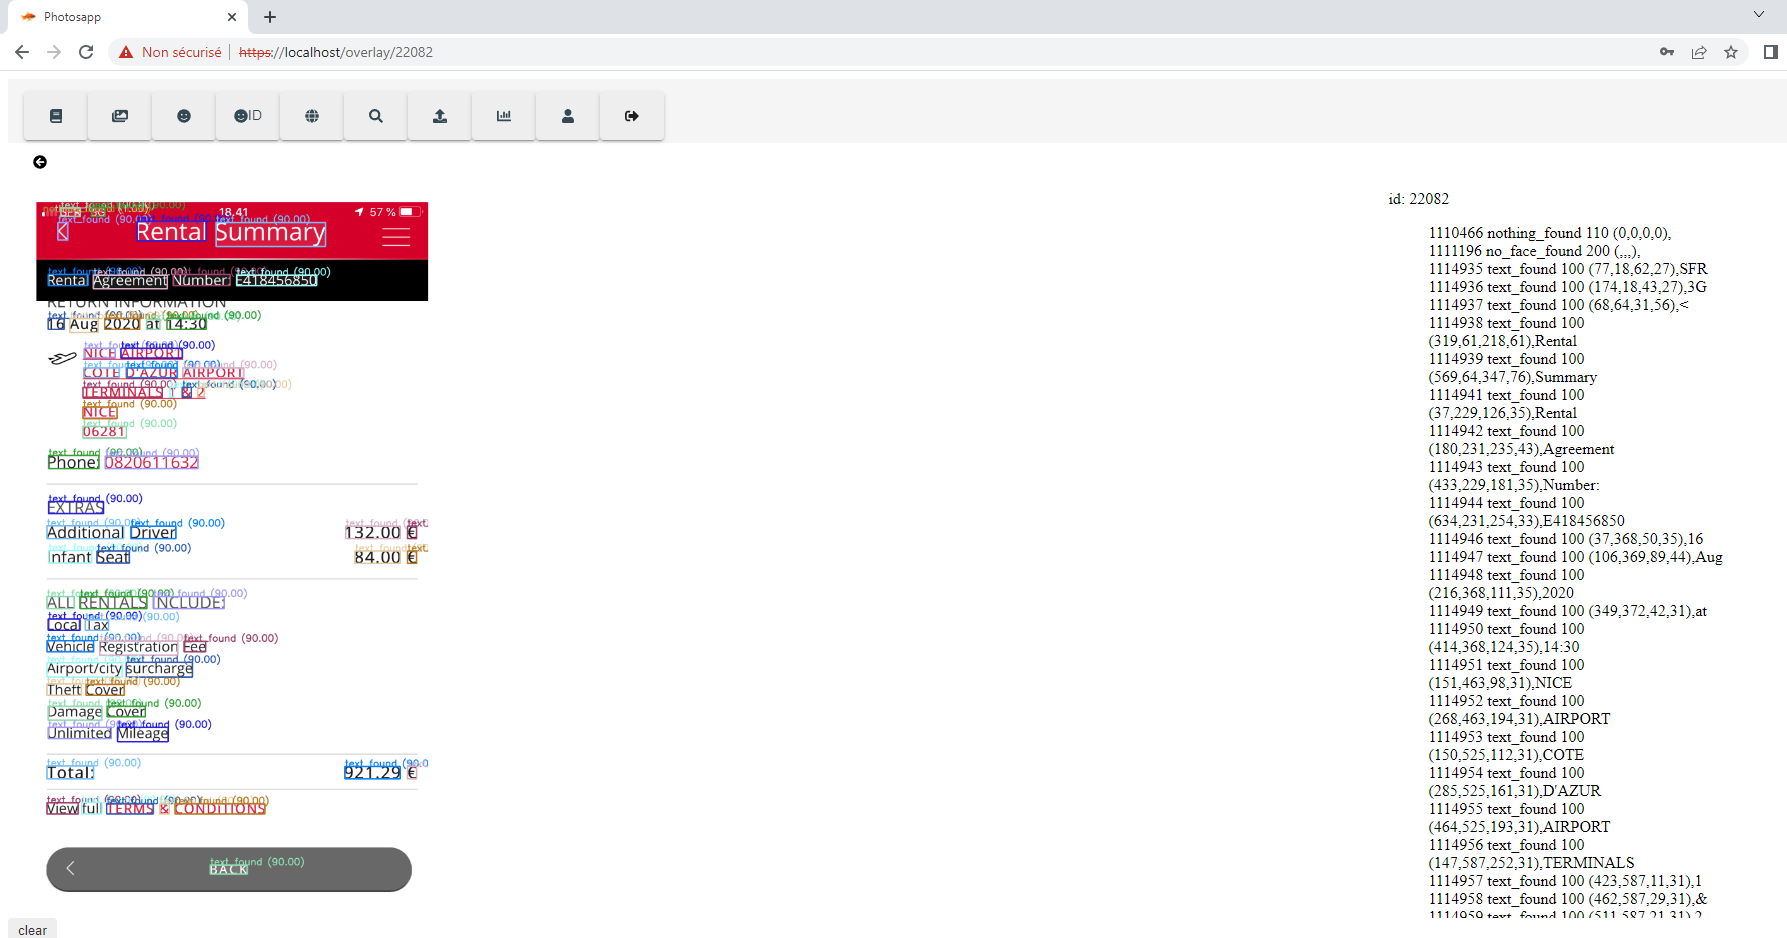 Photosapp
Non sécurisé https://localhost/overlay/22082
ID
id: 22082
SFR 3G 18.41 57 %
Rental Summary
Rental Agreement Number: E418456850
RETURN INFORMATION
16 Aug 2020 at 14:30
NICE AIRPORT
COTE D'AZUR AIRPORT
TERMINALS 1 & 2
NICE
06281
Phone: 0820611632
EXTRAS
Additional Driver 132.00 €
Infant Seat 84.00 €
ALL RENTALS INCLUDE:
Local Tax
Vehicle Registration Fee
Airport/city surcharge
Theft Cover
Damage Cover
Unlimited Mileage
Total: 921.29 €
View full TERMS & CONDITIONS
BACK
clear
1110466 nothing_found 110 (0,0,0,0),
1111196 no_face_found 200 (,,,),
1114935 text_found 100 (77,18,62,27),SFR
1114936 text_found 100 (174,18,43,27),3G
1114937 text_found 100 (68,64,31,56),<
1114938 text_found 100
(319,61,218,61),Rental
1114939 text_found 100
(569,64,347,76),Summary
1114941 text_found 100
(37,229,126,35),Rental
1114942 text_found 100
(180,231,235,43),Agreement
1114943 text_found 100
(433,229,181,35),Number:
1114944 text_found 100
(634,231,254,33),E418456850
1114946 text_found 100 (37,368,50,35),16
1114947 text_found 100 (106,369,89,44),Aug
1114948 text_found 100
(216,368,111,35),2020
1114949 text_found 100 (349,372,42,31),at
1114950 text_found 100
(414,368,124,35),14:30
1114951 text_found 100
(151,463,98,31),NICE
1114952 text_found 100
(268,463,194,31),AIRPORT
1114953 text_found 100
(150,525,112,31),COTE
1114954 text_found 100
(285,525,161,31),D'AZUR
1114955 text_found 100
(464,525,193,31),AIRPORT
1114956 text_found 100
(147,587,252,31),TERMINALS
1114957 text_found 100 (423,587,11,31),1
1114958 text_found 100 (462,587,29,31),&
1114959 text_found 100 (511,587,21,31),2